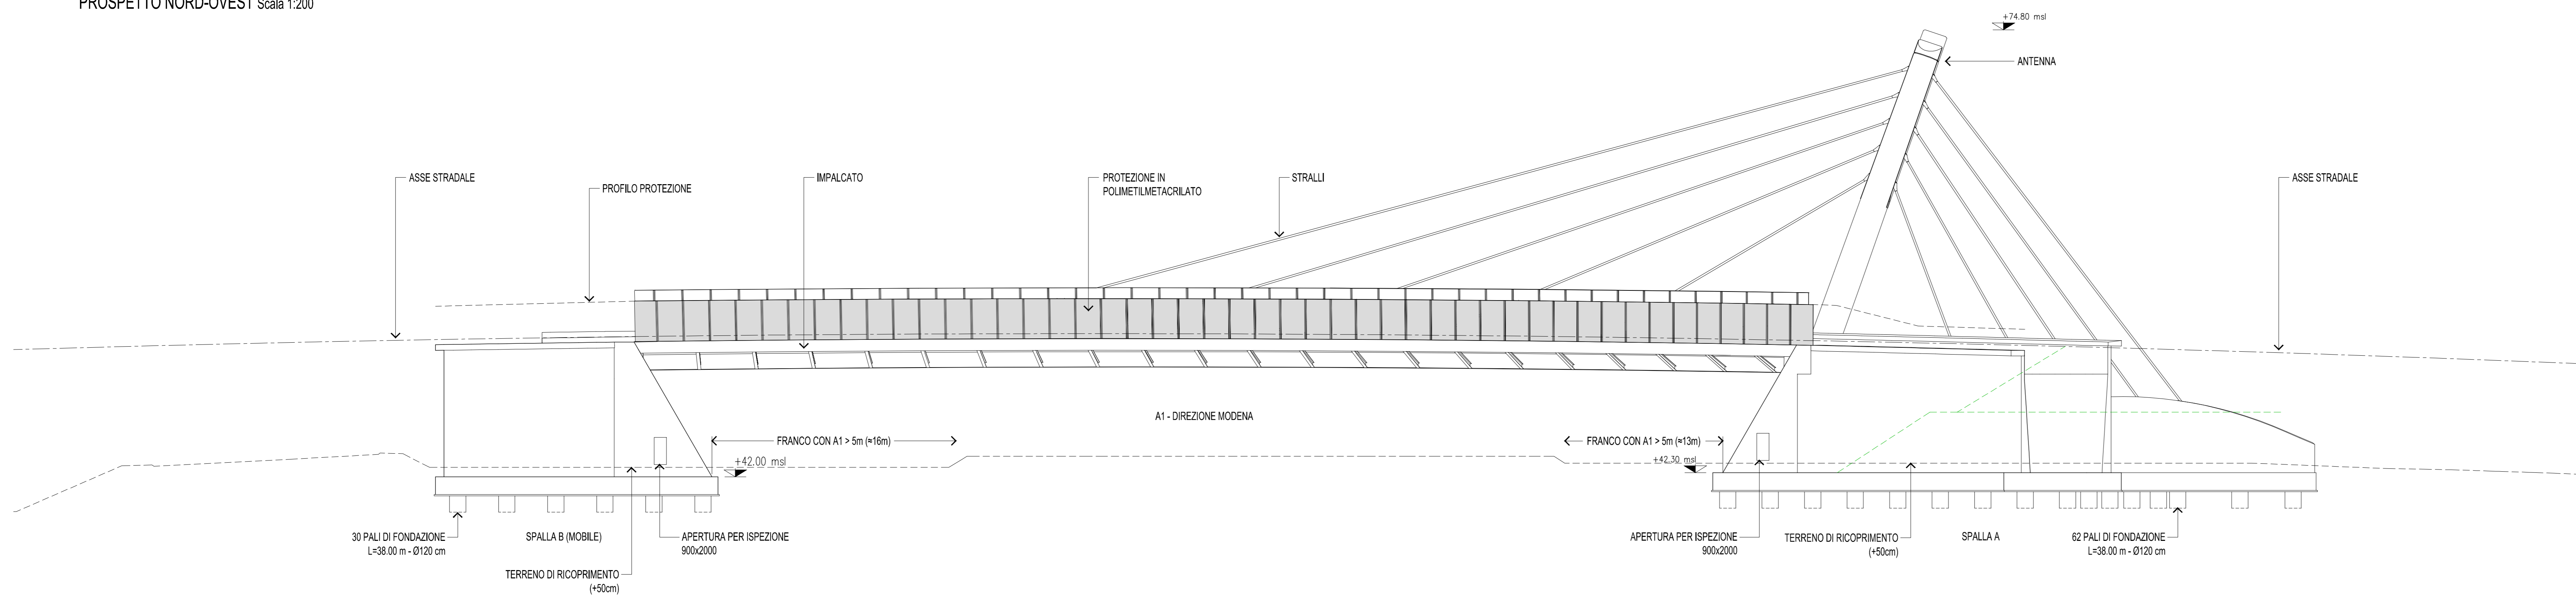 PROSPETTO NORD-OVEST Scala 1:200
+74.80 msl
ANTENNA
ASSE STRADALE
PROFILO PROTEZIONE
IMPALCATO
PROTEZIONE IN
POLIMETILMETACRILATO
STRALLI
ASSE STRADALE
A1 - DIREZIONE MODENA
FRANCO CON A1 > 5m (≈16m)
FRANCO CON A1 > 5m (≈13m)
+42.00 msl
+42.30 msl
30 PALI DI FONDAZIONE
L=38.00 m - Ø120 cm
SPALLA B (MOBILE)
APERTURA PER ISPEZIONE
900x2000
TERRENO DI RICOPRIMENTO
(+50cm)
APERTURA PER ISPEZIONE
900x2000
TERRENO DI RICOPRIMENTO
(+50cm)
SPALLA A
62 PALI DI FONDAZIONE
L=38.00 m - Ø120 cm